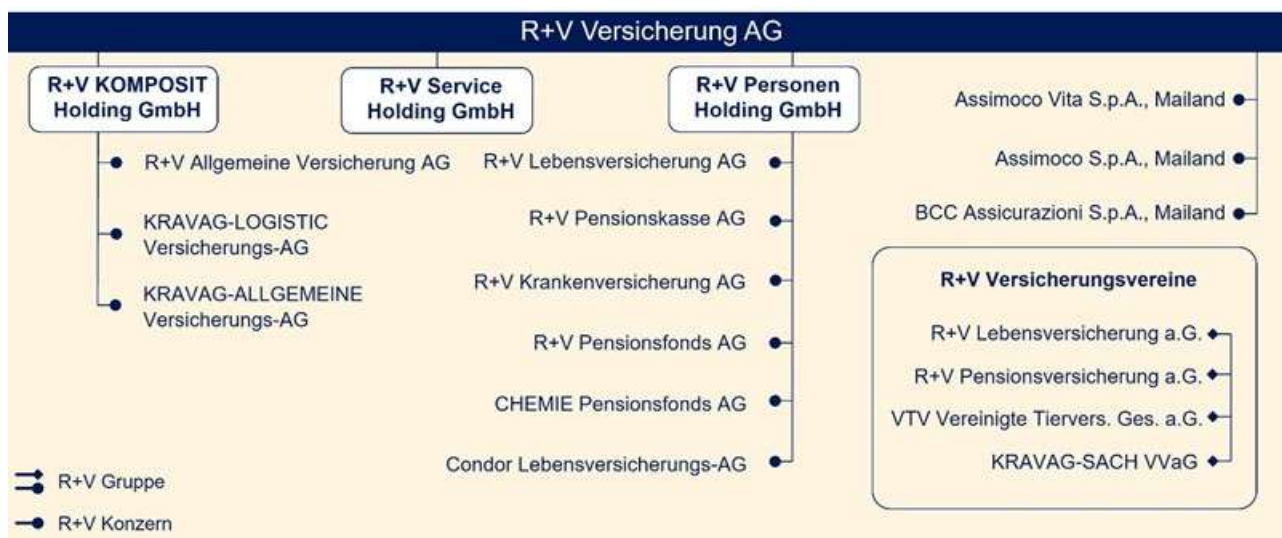 R+V Versicherung AG
R+V KOMPOSIT
Holding GmbH
R+V Allgemeine Versicherung AG
KRAVAG-LOGISTIC
Versicherungs-AG
KRAVAG-ALLGEMEINE
Versicherungs-AG
R+V Service
Holding GmbH
R+V Personen
Holding GmbH
R+V Lebensversicherung AG
R+V Pensionskasse AG
R+V Krankenversicherung AG
R+V Pensionsfonds AG
CHEMIE Pensionsfonds AG
Condor Lebensversicherungs-AG
Assimoco Vita S.p.A., Mailand
Assimoco S.p.A., Mailand
BCC Assicurazioni S.p.A., Mailand
R+V Versicherungsvereine
R+V Lebensversicherung a.G.
R+V Pensionsversicherung a.G.
VTV Vereinigte Tiervers. Ges. a.G.
KRAVAG-SACH VVaG
R+V Gruppe
R+V Konzern